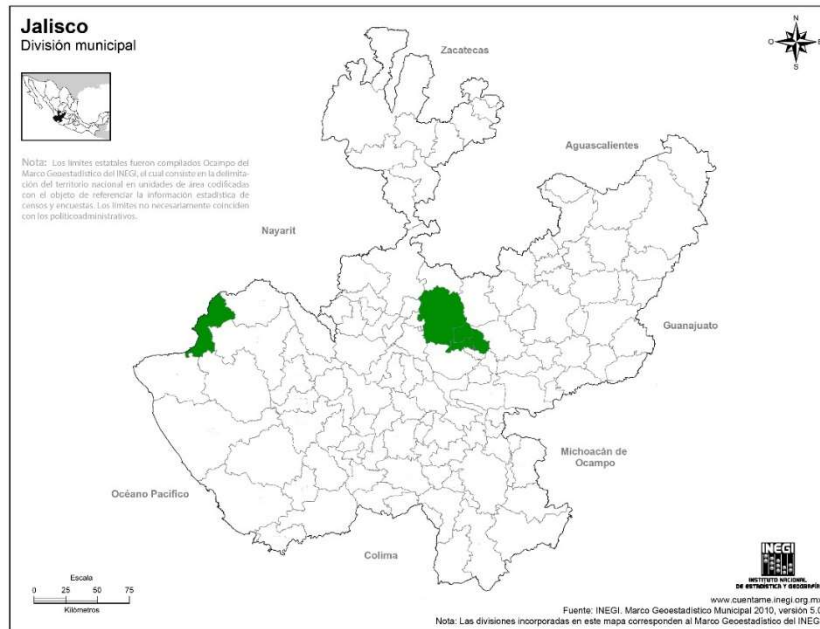 Jalisco
División municipal
Zacatecas
N
O
E
S
Aguascalientes
Nota: Los límites estatales fueron compilados Ocampo del
Marco Geoestadístico del INEGI, el cual consiste en la delimita-
ción del territorio nacional en unidades de área codificadas
con el objeto de referenciar la información estadística de
censos y encuestas. Los límites no necesariamente coinciden
con los políticoadministrativos.
Nayarit
Guanajuato
Michoacán de
Ocampo
Océano Pacífico
Colima
Escala
0 25 50 75
Kilómetros
INEGI
INSTITUTO NACIONAL
DE ESTADÍSTICA Y GEOGRAFÍA
www.cuentame.inegi.org.mx
Fuente: INEGI. Marco Geoestadístico Municipal 2010, versión 5.0
Nota: Las divisiones incorporadas en este mapa corresponden al Marco Geoestadístico del INEGI